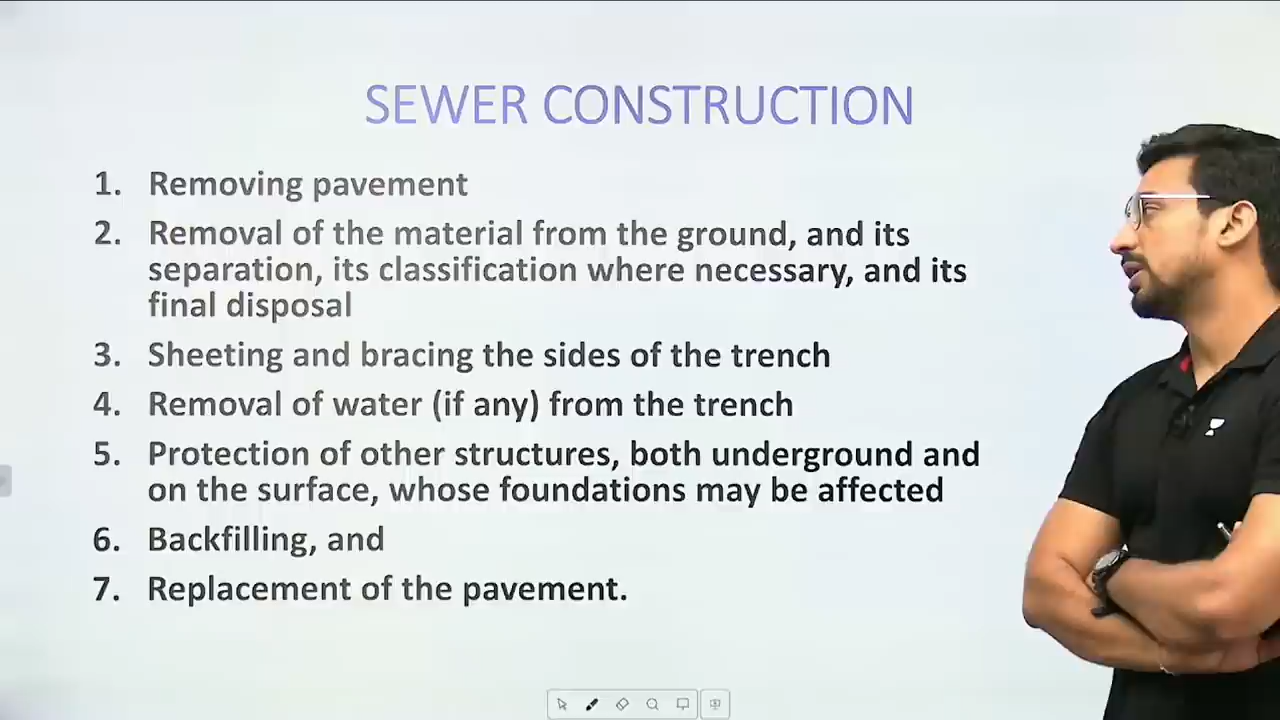 SEWER CONSTRUCTION
1. Removing pavement
2. Removal of the material from the ground, and its
separation, its classification where necessary, and its
final disposal
3. Sheeting and bracing the sides of the trench
4. Removal of water (if any) from the trench
5. Protection of other structures, both underground and
on the surface, whose foundations may be affected
6. Backfilling, and
7. Replacement of the pavement.